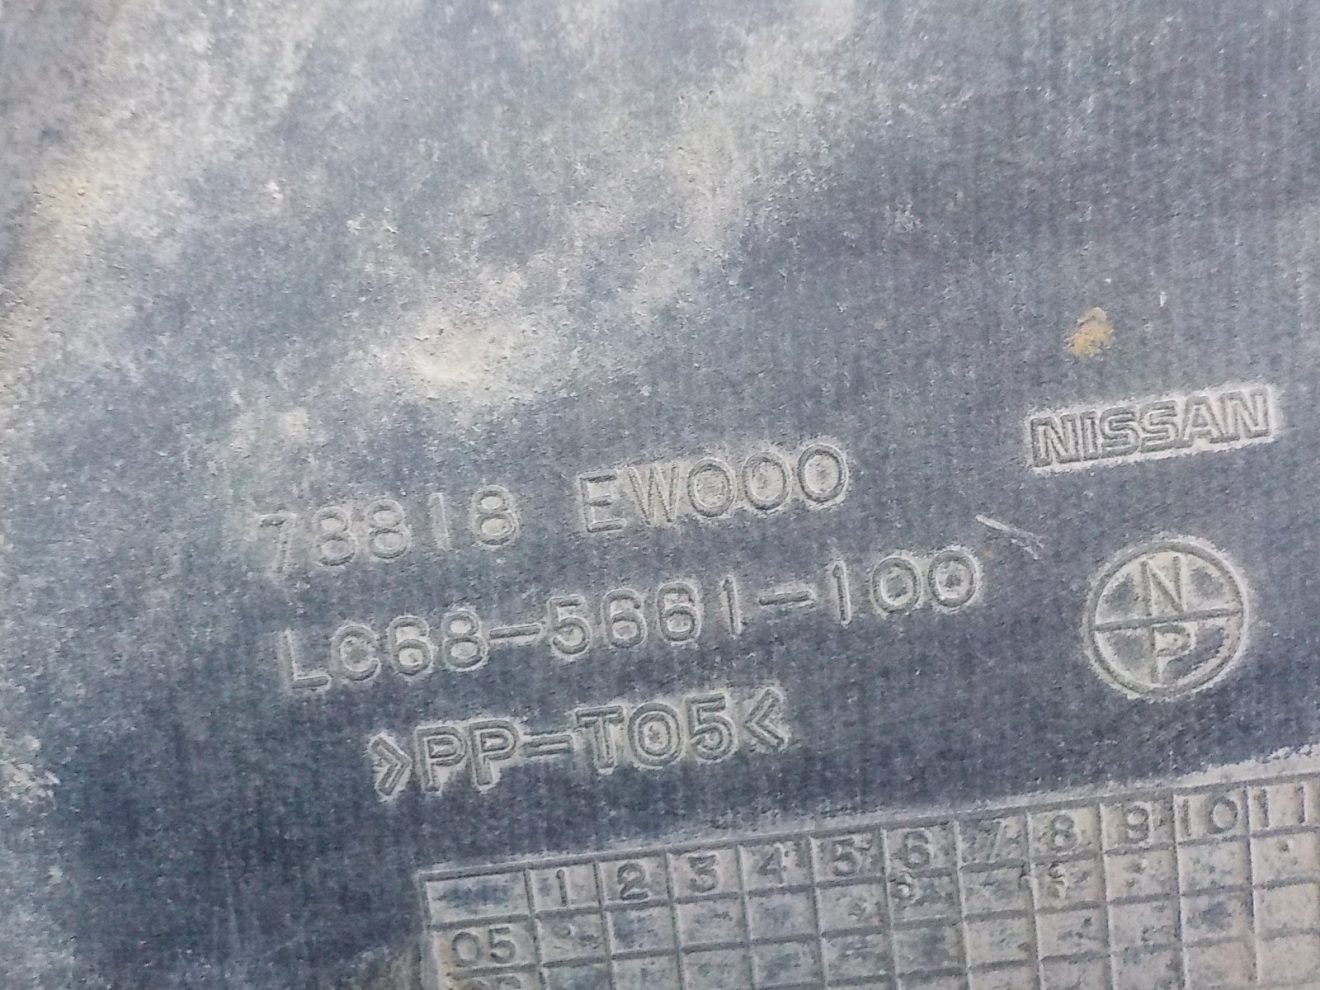 NISSAN
78818 EW000
LC68-5661-100
N
P
>PP-T05<
1 2 3 4 5 6 7 8 9 10 11
05